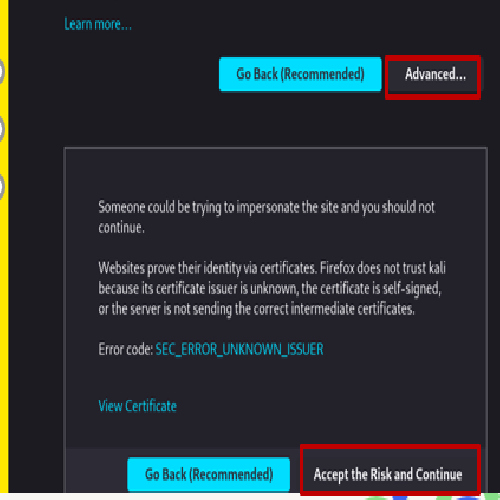 Learn more...
Go Back (Recommended) Advanced...
Someone could be trying to impersonate the site and you should not
continue.
Websites prove their identity via certificates. Firefox does not trust kali
because its certificate issuer is unknown, the certificate is self-signed,
or the server is not sending the correct intermediate certificates.
Error code: SEC_ERROR_UNKNOWN_ISSUER
View Certificate
Go Back (Recommended) Accept the Risk and Continue